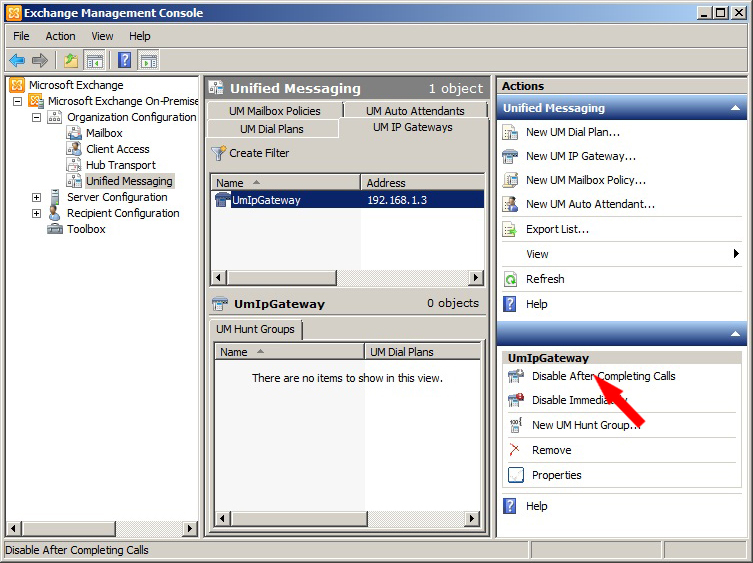 Exchange Management Console
File Action View Help
Microsoft Exchange
Microsoft Exchange On-Premise
Organization Configuration
Mailbox
Client Access
Hub Transport
Unified Messaging
Server Configuration
Recipient Configuration
Toolbox
Unified Messaging 1 object
UM Mailbox Policies UM Auto Attendants
UM Dial Plans UM IP Gateways
Create Filter
Name Address
UmIpGateway 192.168.1.3
UmIpGateway 0 objects
UM Hunt Groups
Name UM Dial Plans
There are no items to show in this view.
Actions
Unified Messaging
New UM Dial Plan...
New UM IP Gateway...
New UM Mailbox Policy...
New UM Auto Attendant...
Export List...
View
Refresh
Help
UmIpGateway
Disable After Completing Calls
Disable
New UM Hunt Group...
Remove
Properties
Help
Disable After Completing Calls